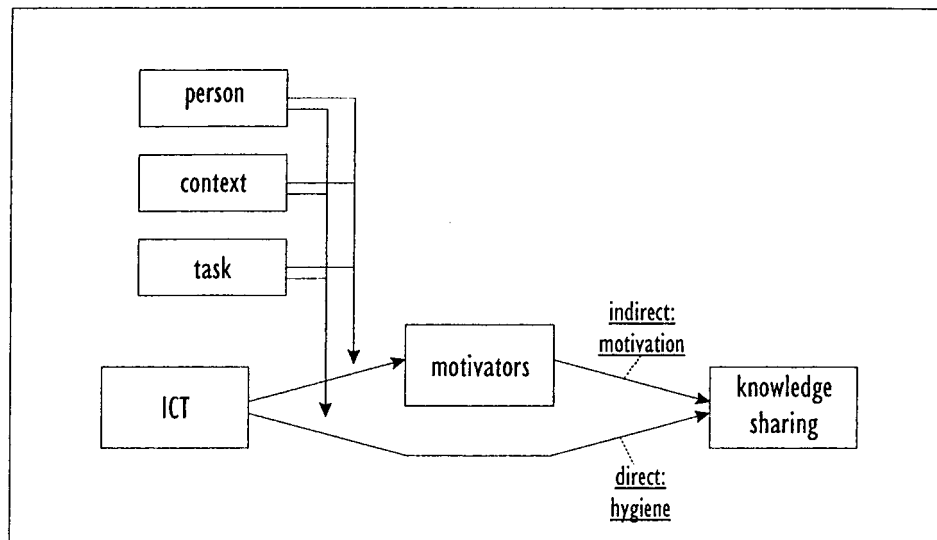 person
context
task
indirect:
motivation
motivators
ICT
knowledge
sharing
direct:
hygiene